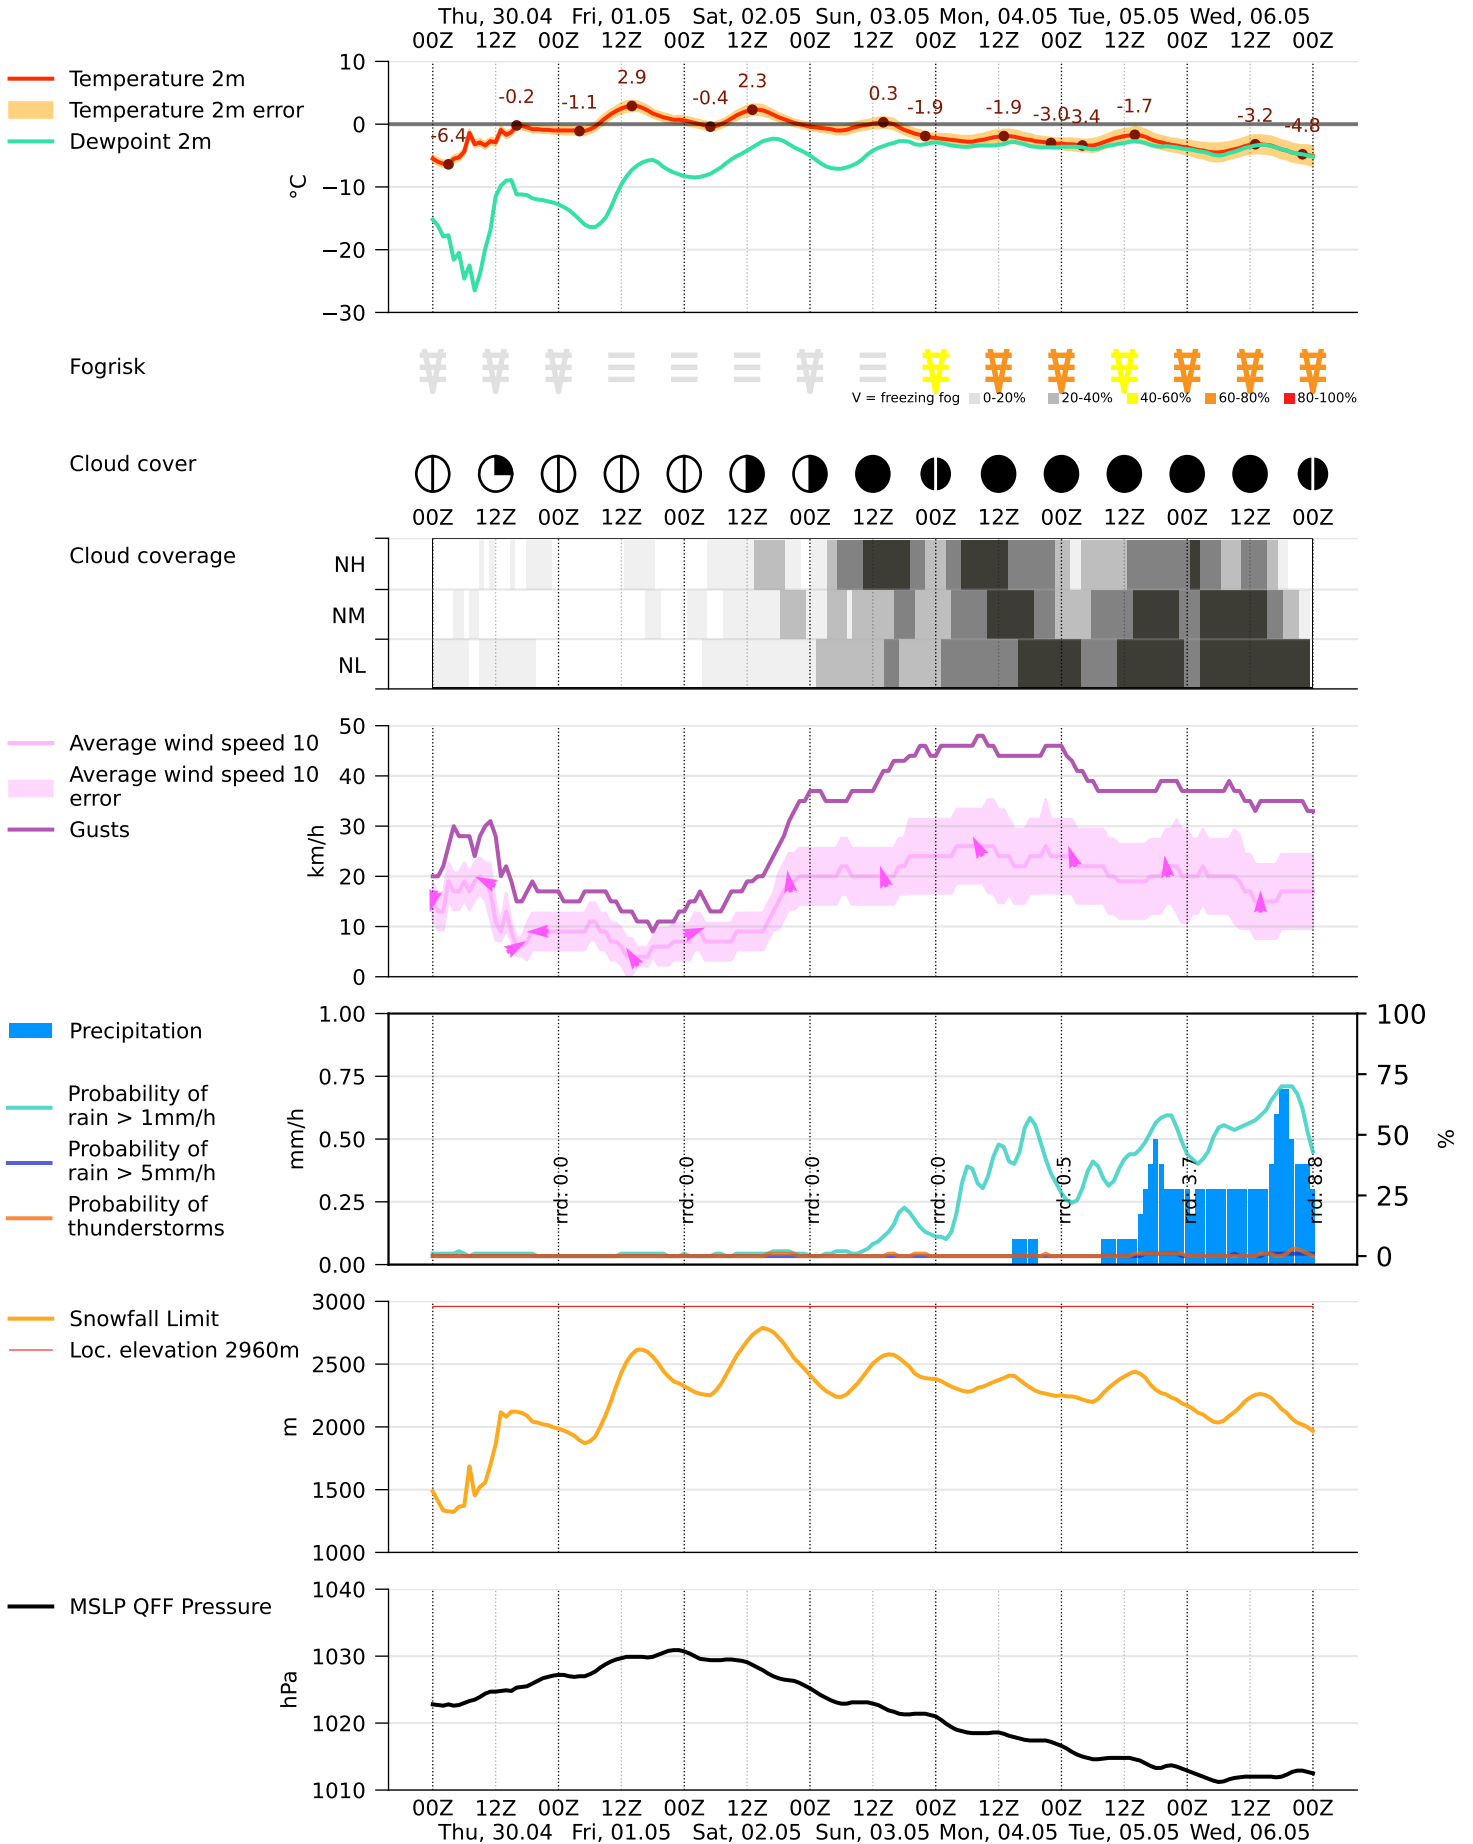 Thu, 30.04 Fri, 01.05 Sat, 02.05 Sun, 03.05 Mon, 04.05 Tue, 05.05 Wed, 06.05
00Z 12Z 00Z 12Z 00Z 12Z 00Z 12Z 00Z 12Z 00Z 12Z 00Z 12Z 00Z
Temperature 2m
Temperature 2m error
Dewpoint 2m
°C
10
0
−10
−20
−30
-6.4 -0.2 -1.1 2.9 -0.4 2.3 0.3 -1.9 -1.9 -3.0 -3.4 -1.7 -3.2 -4.8
Fogrisk
V = freezing fog 0-20% 20-40% 40-60% 60-80% 80-100%
Cloud cover
00Z 12Z 00Z 12Z 00Z 12Z 00Z 12Z 00Z 12Z 00Z 12Z 00Z 12Z 00Z
Cloud coverage
NH
NM
NL
Average wind speed 10
Average wind speed 10
error
Gusts
km/h
50
40
30
20
10
0
Precipitation
Probability of
rain > 1mm/h
Probability of
rain > 5mm/h
Probability of
thunderstorms
mm/h
1.00
0.75
0.50
0.25
0.00
rrd: 0.0 rrd: 0.0 rrd: 0.0 rrd: 0.0 rrd: 0.5 rrd: 3.7 rrd: 8.8
100
75
50
25
0
%
Snowfall Limit
Loc. elevation 2960m
m
3000
2500
2000
1500
1000
MSLP QFF Pressure
hPa
1040
1030
1020
1010
00Z 12Z 00Z 12Z 00Z 12Z 00Z 12Z 00Z 12Z 00Z 12Z 00Z 12Z 00Z
Thu, 30.04 Fri, 01.05 Sat, 02.05 Sun, 03.05 Mon, 04.05 Tue, 05.05 Wed, 06.05